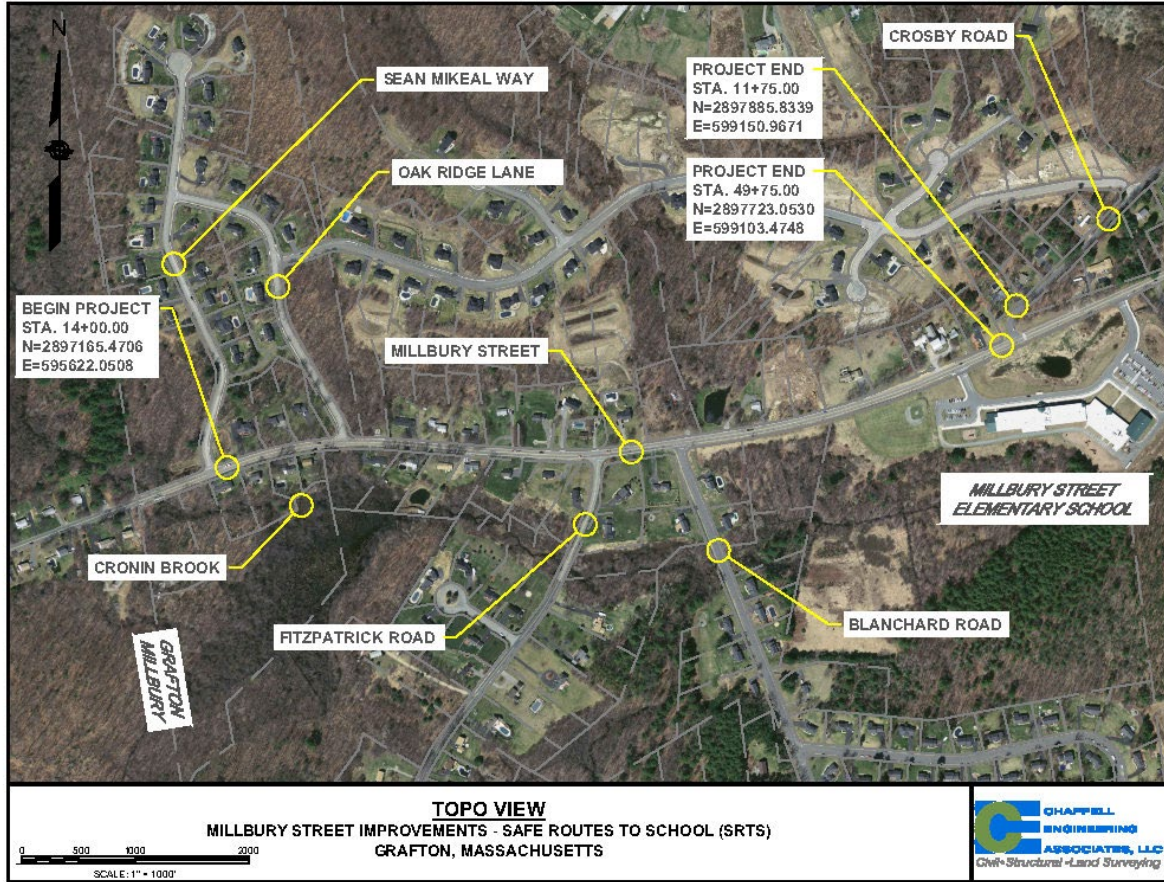 N
CROSBY ROAD
SEAN MIKEAL WAY
PROJECT END
STA. 11+75.00
N=2897885.8339
E=599150.9671
OAK RIDGE LANE
PROJECT END
STA. 49+75.00
N=2897723.0530
E=599103.4748
BEGIN PROJECT
STA. 14+00.00
N=2897165.4706
E=595622.0508
MILLBURY STREET
MILLBURY STREET
ELEMENTARY SCHOOL
CRONIN BROOK
FITZPATRICK ROAD
BLANCHARD ROAD
GRAFTON
MILLBURY
TOPO VIEW
MILLBURY STREET IMPROVEMENTS - SAFE ROUTES TO SCHOOL (SRTS)
GRAFTON, MASSACHUSETTS
0 500 1000 2000
SCALE: 1" = 1000'
CHAPPELL
ENGINEERING
ASSOCIATES, LLC
Civil•Structural•Land Surveying